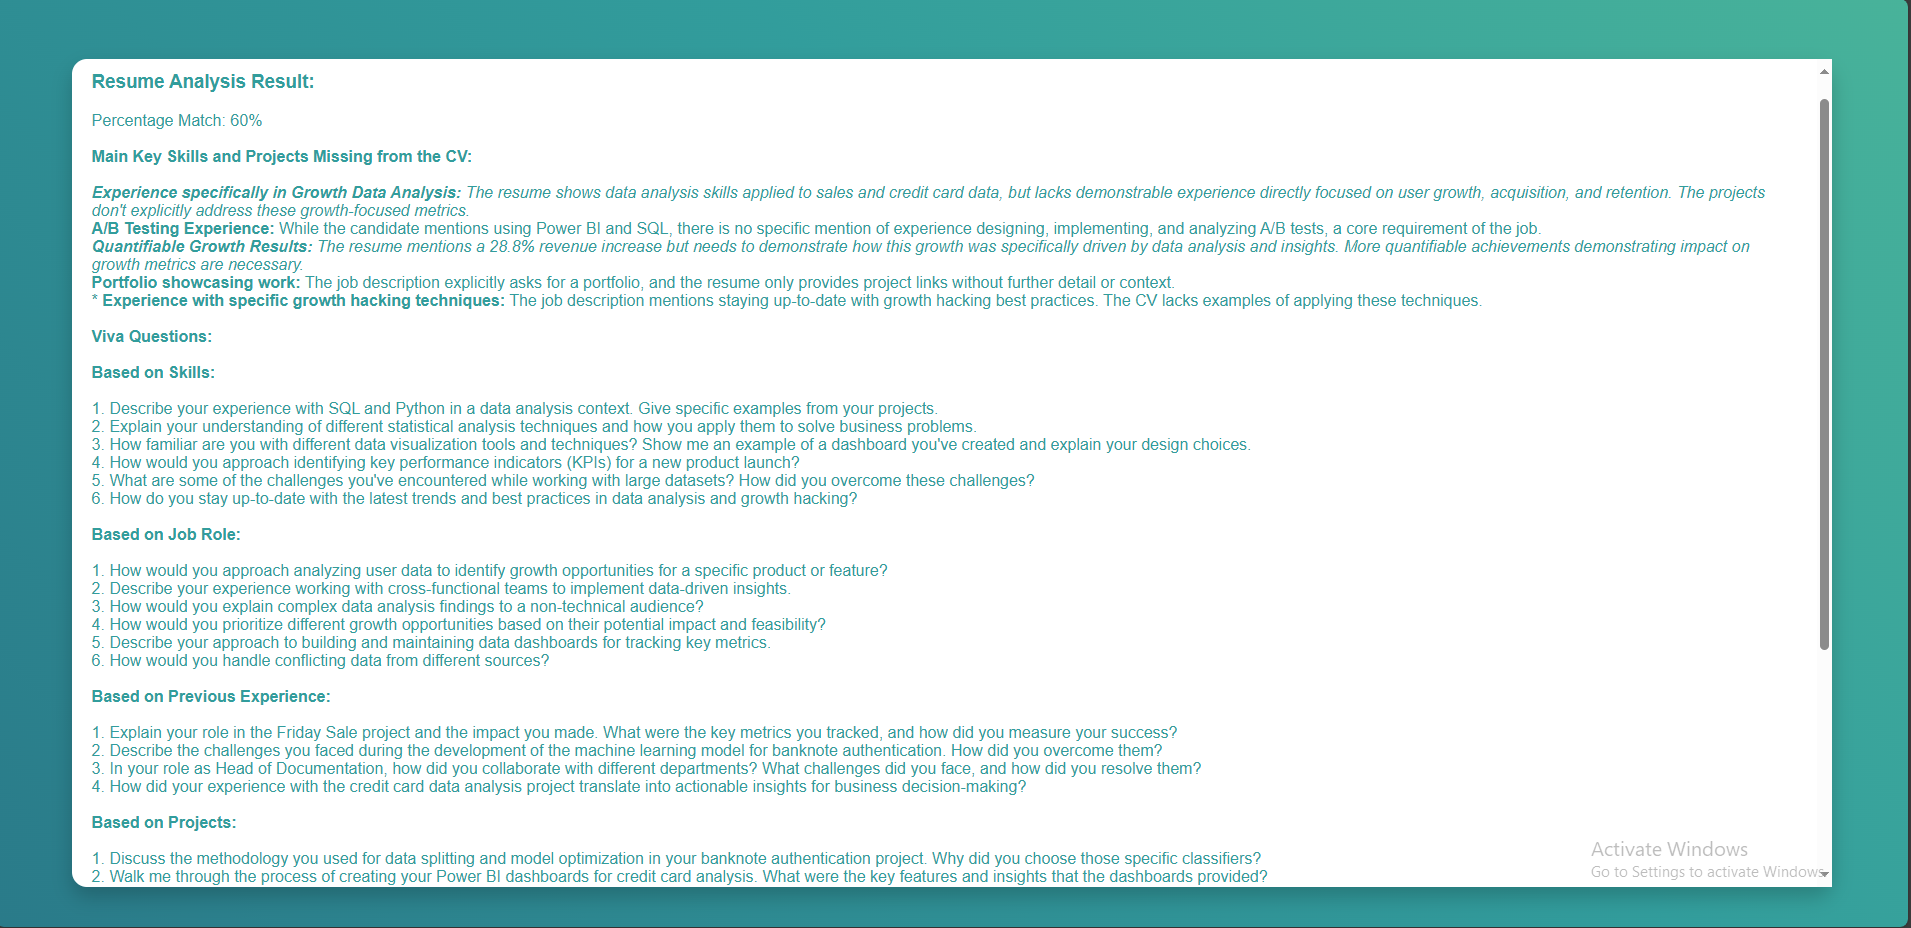 Resume Analysis Result:
Percentage Match: 60%
Main Key Skills and Projects Missing from the CV:
Experience specifically in Growth Data Analysis: The resume shows data analysis skills applied to sales and credit card data, but lacks demonstrable experience directly focused on user growth, acquisition, and retention. The projects
don't explicitly address these growth-focused metrics.
A/B Testing Experience: While the candidate mentions using Power BI and SQL, there is no specific mention of experience designing, implementing, and analyzing A/B tests, a core requirement of the job.
Quantifiable Growth Results: The resume mentions a 28.8% revenue increase but needs to demonstrate how this growth was specifically driven by data analysis and insights. More quantifiable achievements demonstrating impact on
growth metrics are necessary.
Portfolio showcasing work: The job description explicitly asks for a portfolio, and the resume only provides project links without further detail or context.
* Experience with specific growth hacking techniques: The job description mentions staying up-to-date with growth hacking best practices. The CV lacks examples of applying these techniques.
Viva Questions:
Based on Skills:
1. Describe your experience with SQL and Python in a data analysis context. Give specific examples from your projects.
2. Explain your understanding of different statistical analysis techniques and how you apply them to solve business problems.
3. How familiar are you with different data visualization tools and techniques? Show me an example of a dashboard you've created and explain your design choices.
4. How would you approach identifying key performance indicators (KPIs) for a new product launch?
5. What are some of the challenges you've encountered while working with large datasets? How did you overcome these challenges?
6. How do you stay up-to-date with the latest trends and best practices in data analysis and growth hacking?
Based on Job Role:
1. How would you approach analyzing user data to identify growth opportunities for a specific product or feature?
2. Describe your experience working with cross-functional teams to implement data-driven insights.
3. How would you explain complex data analysis findings to a non-technical audience?
4. How would you prioritize different growth opportunities based on their potential impact and feasibility?
5. Describe your approach to building and maintaining data dashboards for tracking key metrics.
6. How would you handle conflicting data from different sources?
Based on Previous Experience:
1. Explain your role in the Friday Sale project and the impact you made. What were the key metrics you tracked, and how did you measure your success?
2. Describe the challenges you faced during the development of the machine learning model for banknote authentication. How did you overcome them?
3. In your role as Head of Documentation, how did you collaborate with different departments? What challenges did you face, and how did you resolve them?
4. How did your experience with the credit card data analysis project translate into actionable insights for business decision-making?
Based on Projects:
1. Discuss the methodology you used for data splitting and model optimization in your banknote authentication project. Why did you choose those specific classifiers?
2. Walk me through the process of creating your Power BI dashboards for credit card analysis. What were the key features and insights that the dashboards provided?
Activate Windows
Go to Settings to activate Windows.